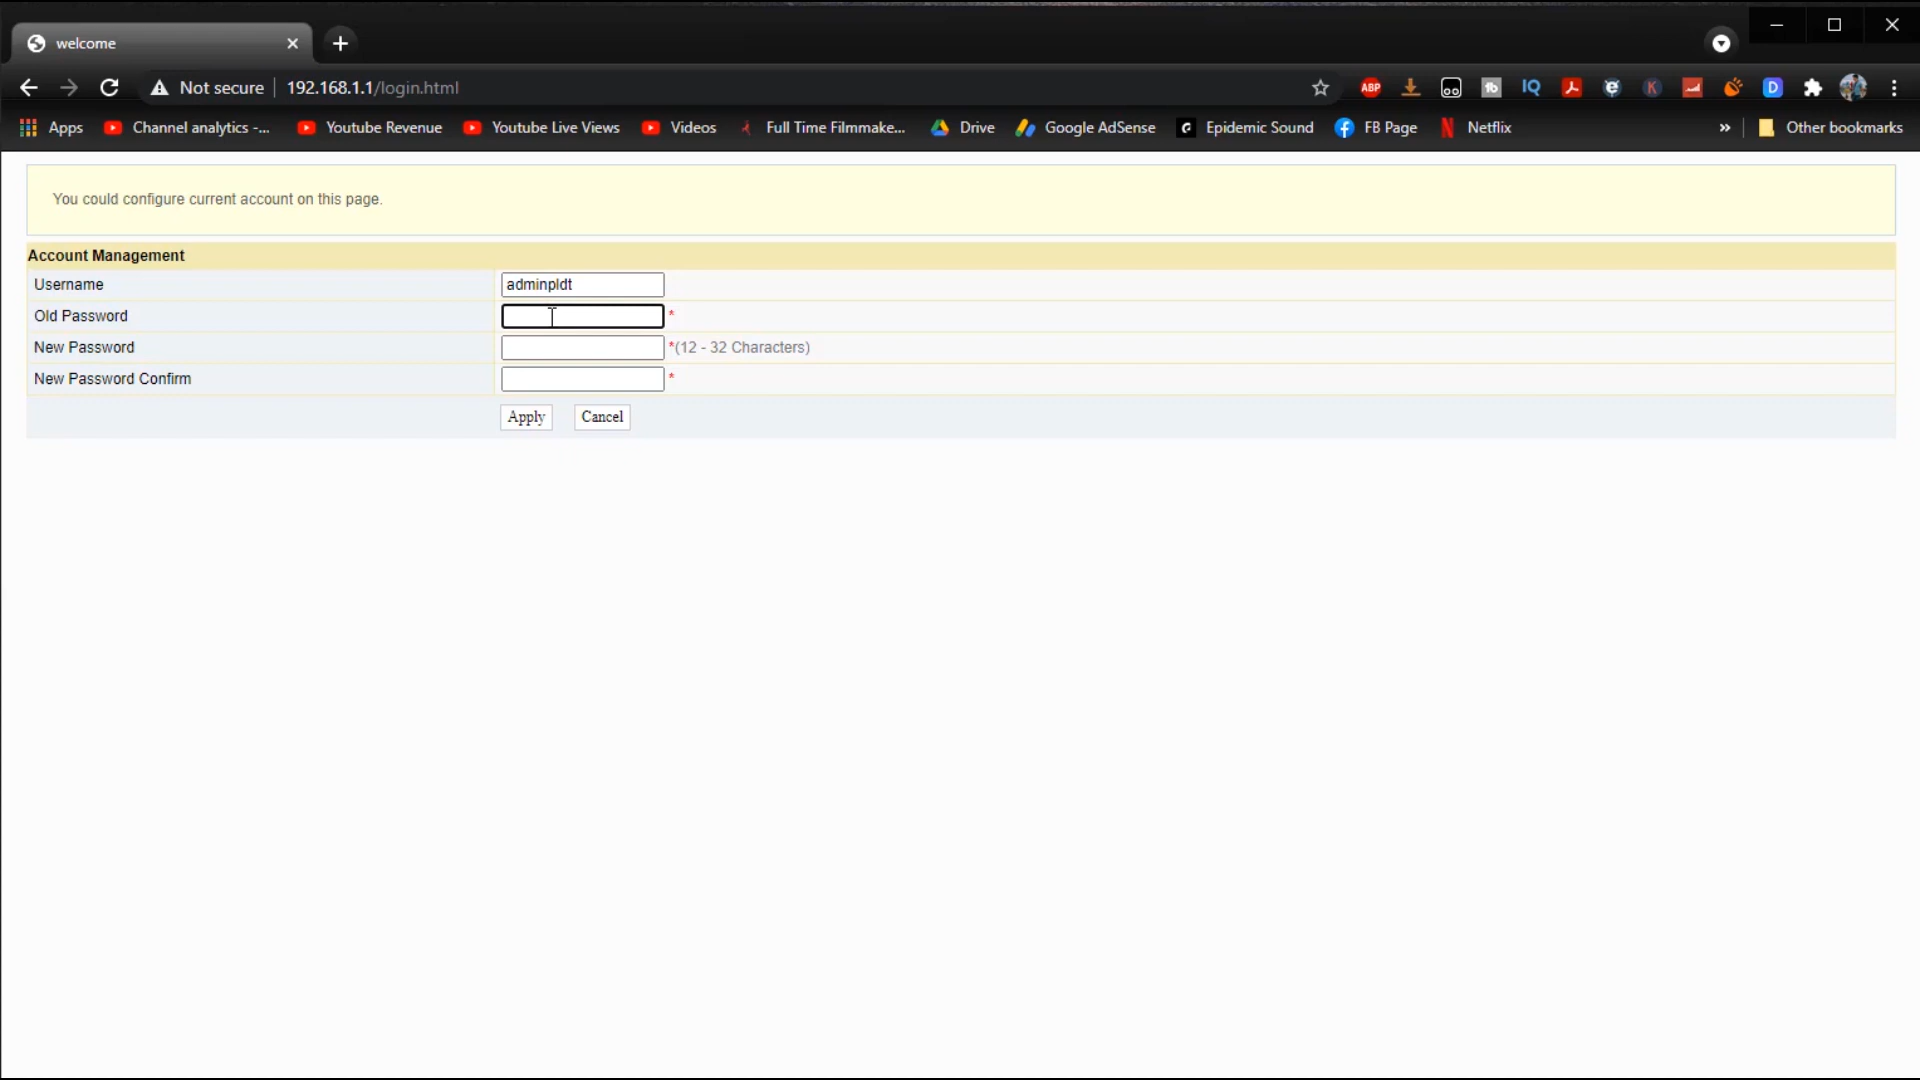 welcome
Not secure 192.168.1.1/login.html
ABP IQ K D
Apps Channel analytics -... Youtube Revenue Youtube Live Views Videos Full Time Filmmake... Drive Google AdSense Epidemic Sound FB Page Netflix » Other bookmarks
You could configure current account on this page.
Account Management
Username adminpldt
Old Password *
New Password *(12 - 32 Characters)
New Password Confirm *
Apply Cancel